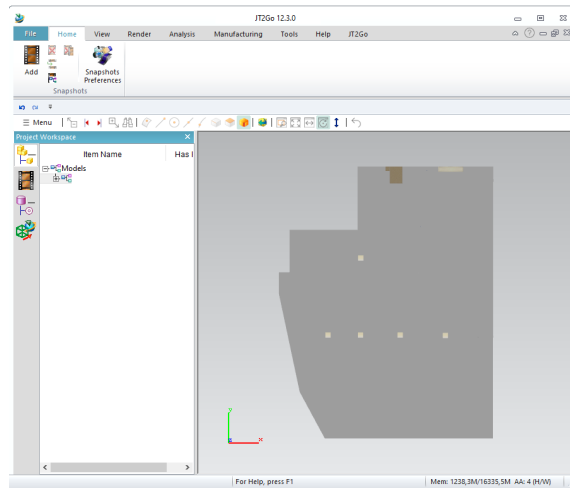 JT2Go 12.3.0
File Home View Render Analysis Manufacturing Tools Help JT2Go
Add
Snapshots
Preferences
Snapshots
Menu
Project Workspace
Item Name Has I
Models
Y
X
For Help, press F1 Mem: 1238,3M/16335,5M AA: 4 (H/W)